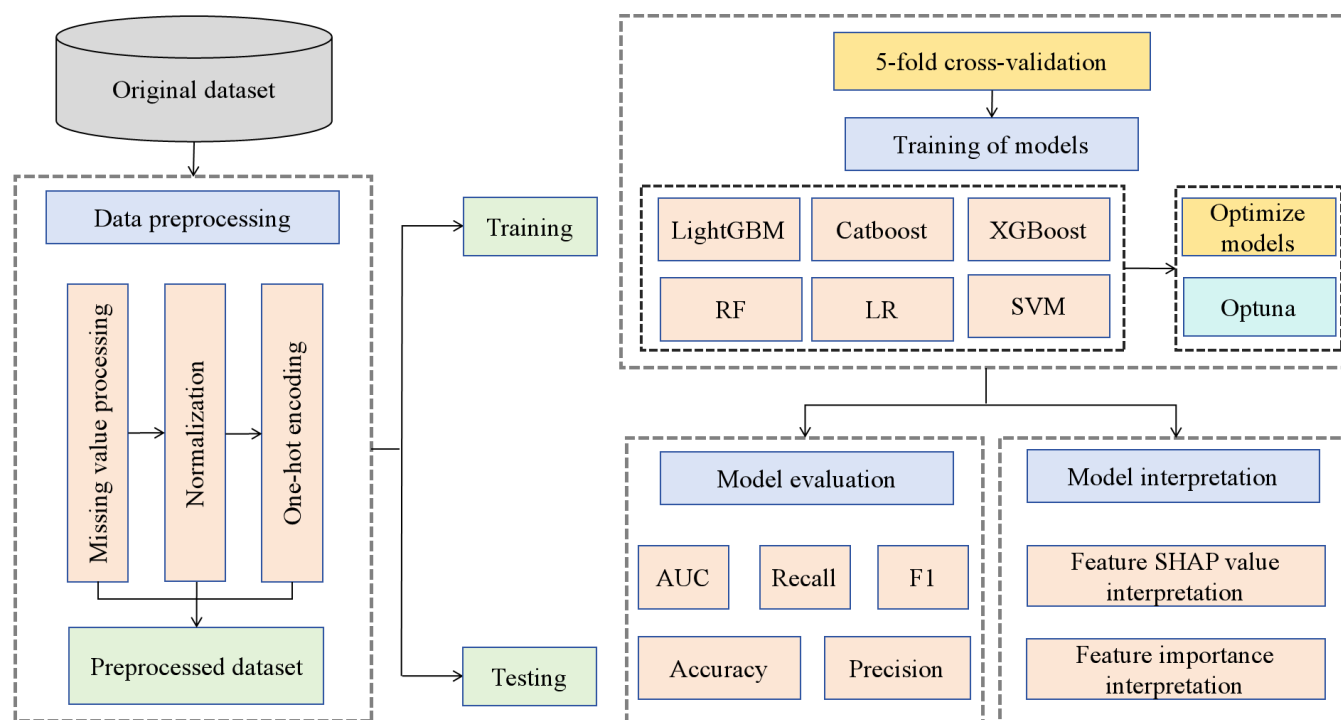 Original dataset
Data preprocessing
Missing value processing
Normalization
One-hot encoding
Preprocessed dataset
Training
Testing
5-fold cross-validation
Training of models
LightGBM
Catboost
XGBoost
RF
LR
SVM
Optimize
models
Optuna
Model evaluation
AUC
Recall
F1
Accuracy
Precision
Model interpretation
Feature SHAP value
interpretation
Feature importance
interpretation